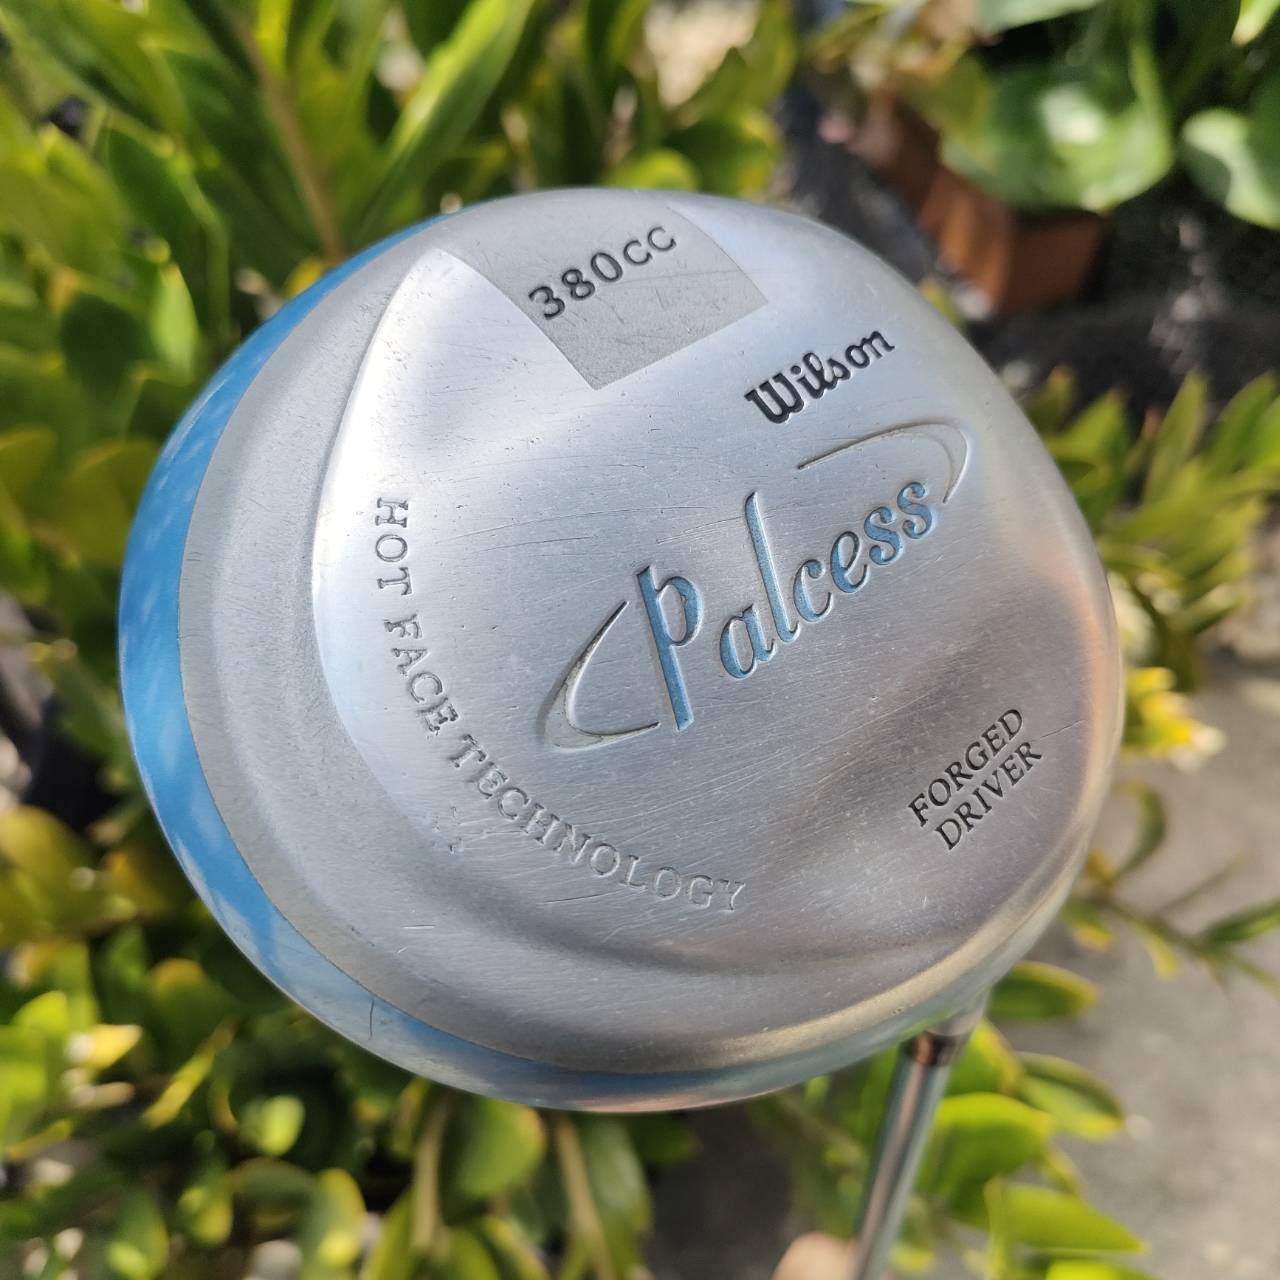 380cc
Wilson
Palcess
HOT FACE TECHNOLOGY
FORGED
DRIVER